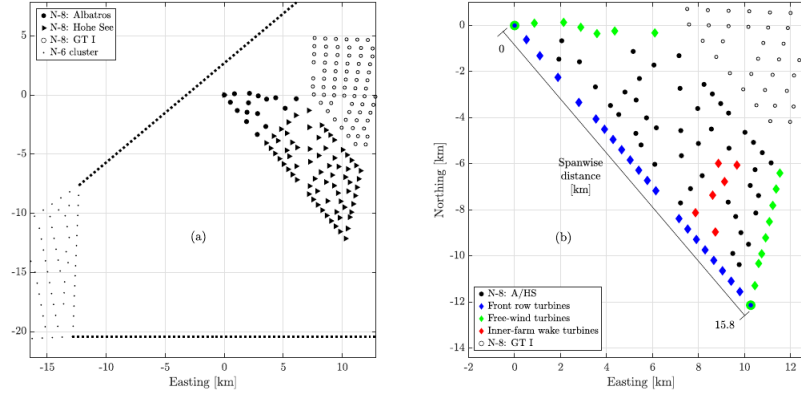 N-8: Albatros
N-8: Hohe See
N-8: GT I
N-6 cluster
5
0
-5
-10
-15
-20
(a)
-15
-10
-5
0
5
10
Easting [km]
0
-2
-4
-6
-8
-10
-12
-14
Northing [km]
0
Spanwise
distance
[km]
(b)
15.8
N-8: A/HS
Front row turbines
Free-wind turbines
Inner-farm wake turbines
N-8: GT I
-2
0
2
4
6
8
10
12
Easting [km]